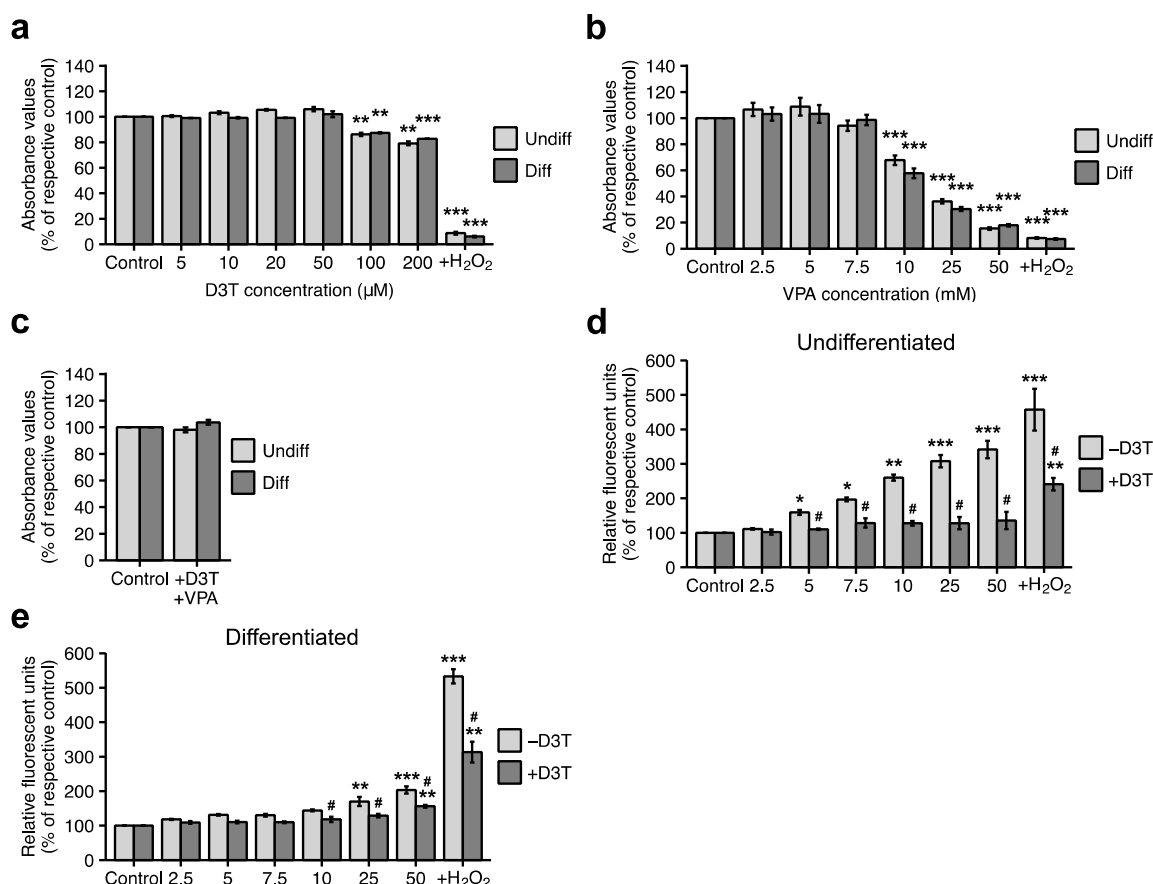 a
Absorbance values
(% of respective control)
140
120
100
80
60
40
20
0
** ** ** *** *** ***
Control 5 10 20 50 100 200 +H₂O₂
D3T concentration (µM)
Undiff
Diff
b
Absorbance values
(% of respective control)
140
120
100
80
60
40
20
0
*** *** *** *** *** *** *** ***
Control 2.5 5 7.5 10 25 50 +H₂O₂
VPA concentration (mM)
Undiff
Diff
c
Absorbance values
(% of respective control)
140
120
100
80
60
40
20
0
Control +D3T
+VPA
Undiff
Diff
d
Undifferentiated
Relative fluorescent units
(% of respective control)
600
500
400
300
200
100
0
* # * # ** # *** # *** # *** # **
Control 2.5 5 7.5 10 25 50 +H₂O₂
–D3T
+D3T
e
Differentiated
Relative fluorescent units
(% of respective control)
600
500
400
300
200
100
0
# ** # *** # ** *** # **
Control 2.5 5 7.5 10 25 50 +H₂O₂
–D3T
+D3T